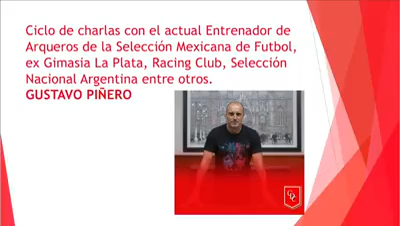 Ciclo de charlas con el actual Entrenador de
Arqueros de la Selección Mexicana de Futbol,
ex Gimasia La Plata, Racing Club, Selección
Nacional Argentina entre otros.
GUSTAVO PIÑERO